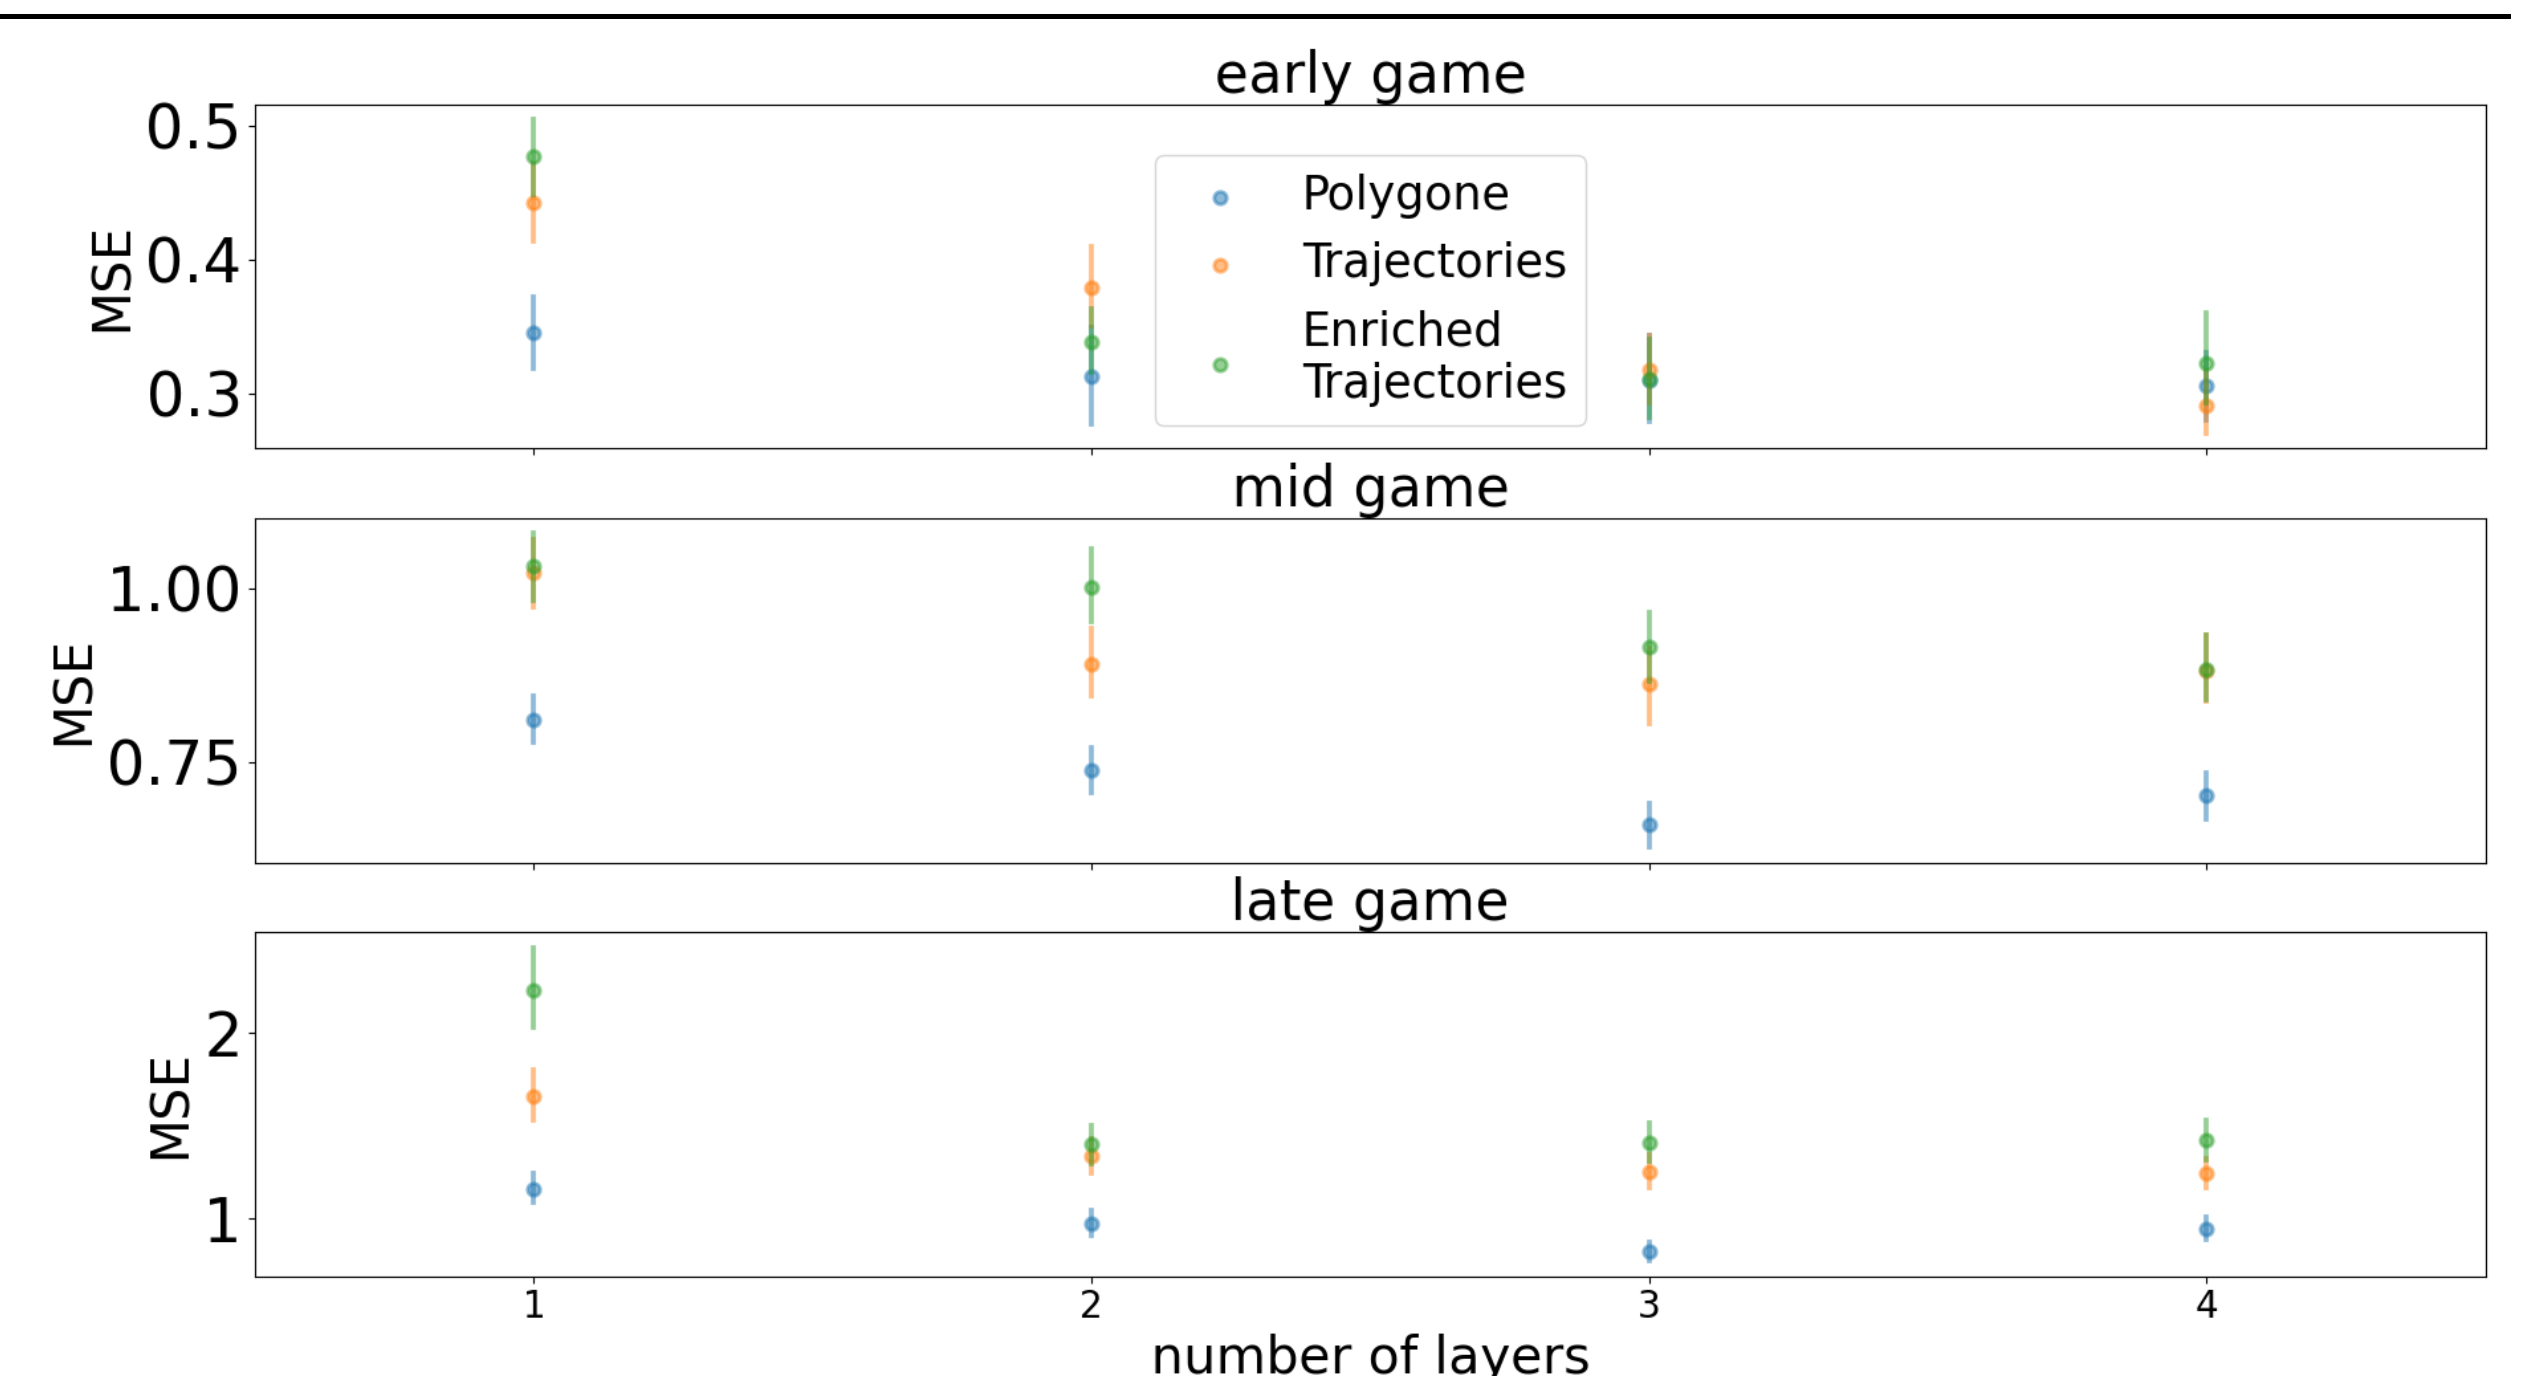 early game
0.5
0.4
0.3
MSE
Polygone
Trajectories
Enriched
Trajectories
mid game
1.00
0.75
MSE
late game
2
1
MSE
1 2 3 4
number of layers